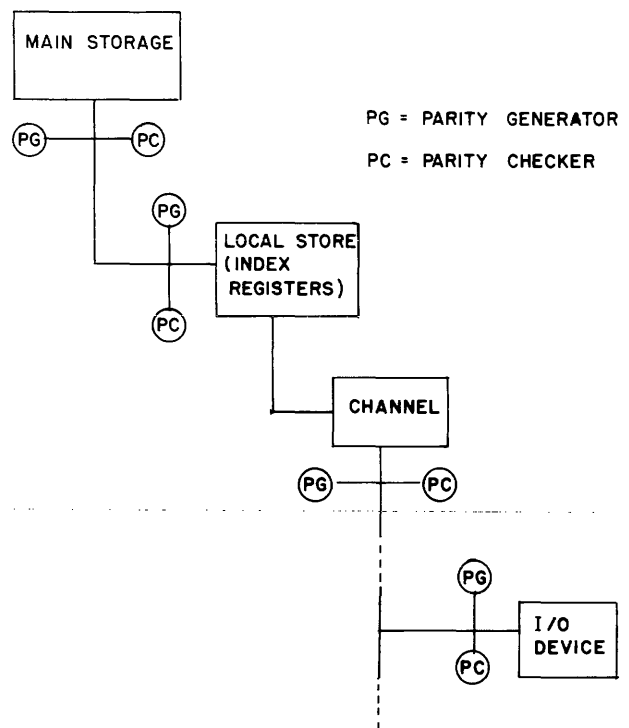 MAIN STORAGE
PG = PARITY GENERATOR
PG
PC
PC = PARITY CHECKER
PG
LOCAL STORE
(INDEX
REGISTERS)
PC
CHANNEL
PG
PC
PG
I/O
DEVICE
PC